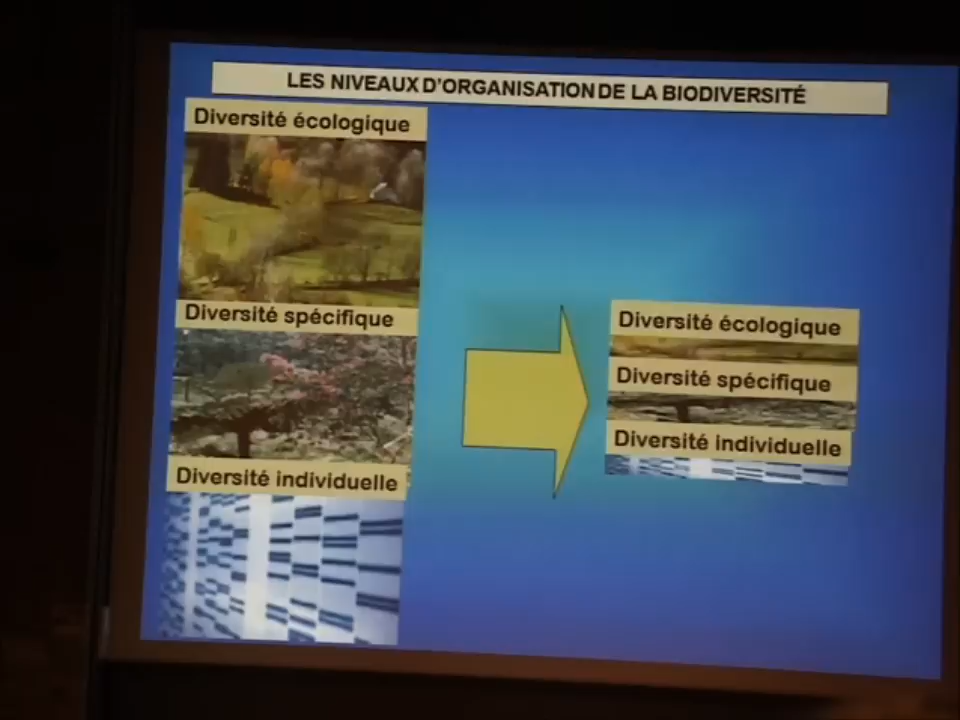 LES NIVEAUX D'ORGANISATION DE LA BIODIVERSITÉ
Diversité écologique
Diversité spécifique
Diversité individuelle
Diversité écologique
Diversité spécifique
Diversité individuelle